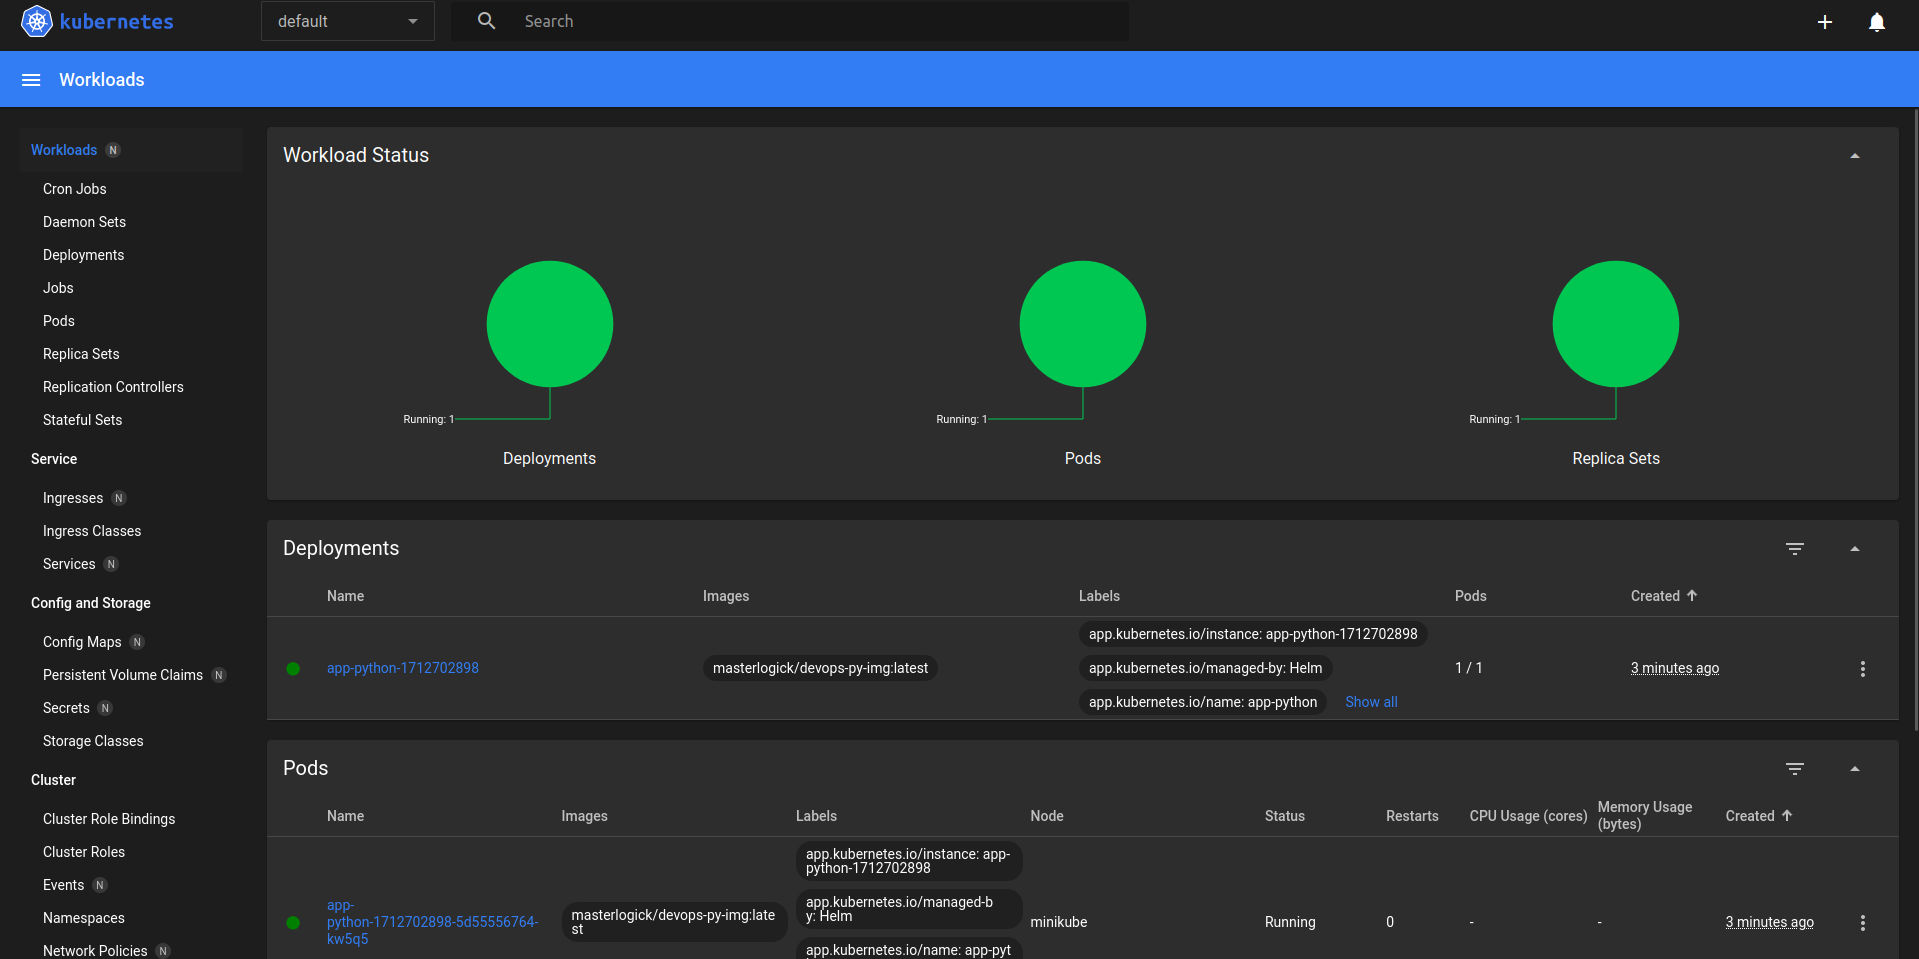 kubernetes
default
Search
Workloads
Workloads N
Cron Jobs
Daemon Sets
Deployments
Jobs
Pods
Replica Sets
Replication Controllers
Stateful Sets
Service
Ingresses N
Ingress Classes
Services N
Config and Storage
Config Maps N
Persistent Volume Claims N
Secrets N
Storage Classes
Cluster
Cluster Role Bindings
Cluster Roles
Events N
Namespaces
Network Policies N
Workload Status
Running: 1
Deployments
Running: 1
Pods
Running: 1
Replica Sets
Deployments
Name Images Labels Pods Created
app-python-1712702898
masterlogick/devops-py-img:latest
app.kubernetes.io/instance: app-python-1712702898
app.kubernetes.io/managed-by: Helm
app.kubernetes.io/name: app-python Show all
1 / 1
3 minutes ago
Pods
Name Images Labels Node Status Restarts CPU Usage (cores) Memory Usage
(bytes) Created
app-
python-1712702898-5d55556764-
kw5q5
masterlogick/devops-py-img:late
st
app.kubernetes.io/instance: app-
python-1712702898
app.kubernetes.io/managed-b
y: Helm
app.kubernetes.io/name: app-pyt
minikube
Running
0
-
-
3 minutes ago